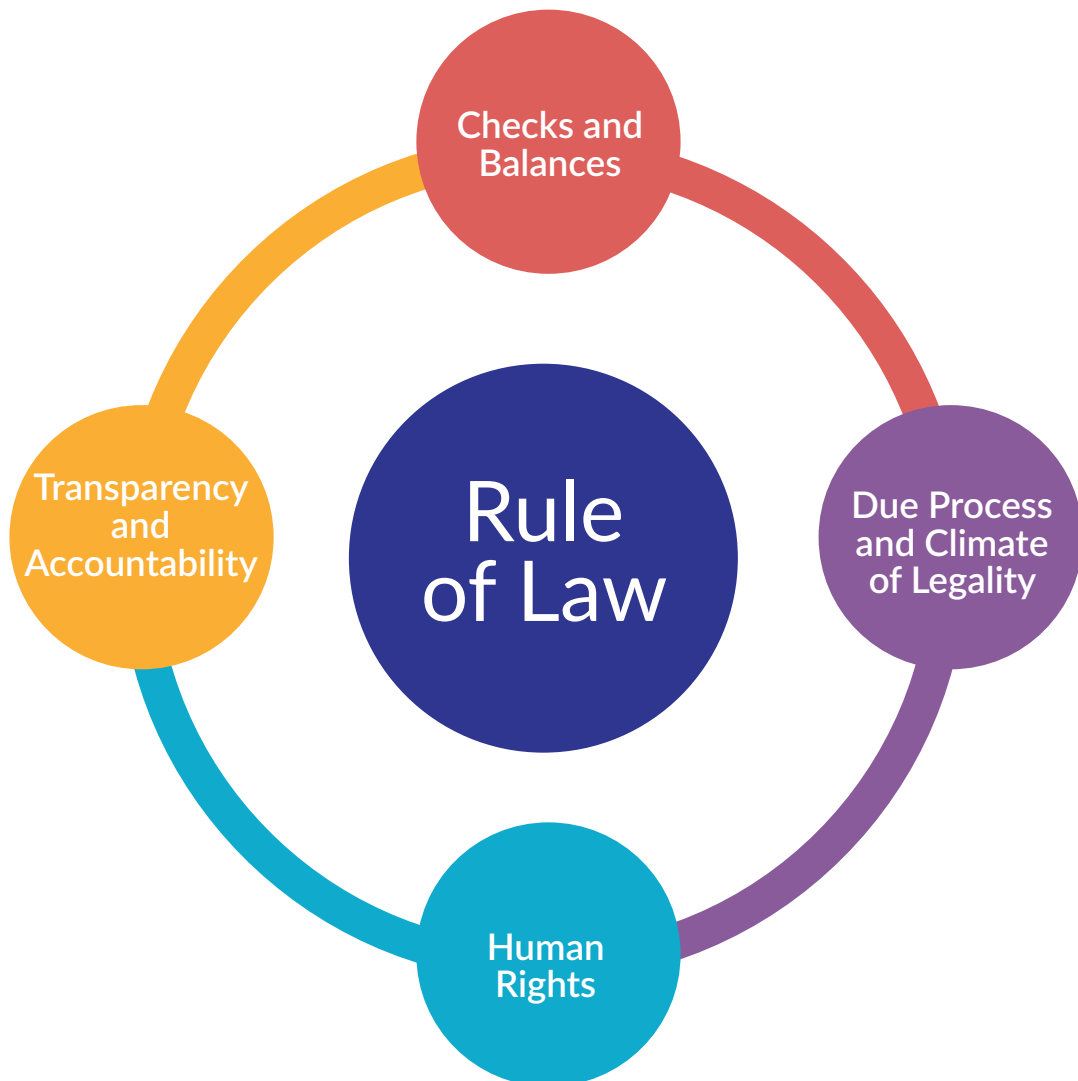 Checks and
Balances
Transparency
and
Accountability
Rule
of Law
Due Process
and Climate
of Legality
Human
Rights